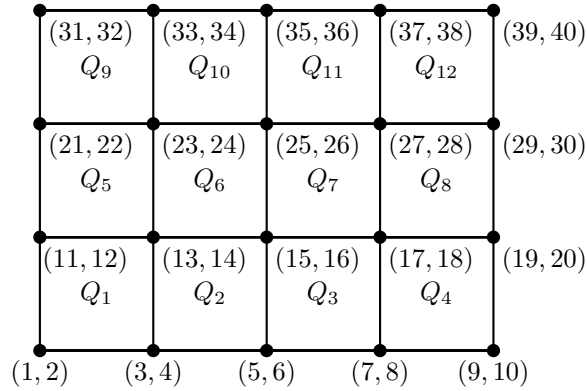 (31, 32) (33, 34) (35, 36) (37, 38) (39, 40)
Q9 Q10 Q11 Q12
(21, 22) (23, 24) (25, 26) (27, 28) (29, 30)
Q5 Q6 Q7 Q8
(11, 12) (13, 14) (15, 16) (17, 18) (19, 20)
Q1 Q2 Q3 Q4
(1, 2) (3, 4) (5, 6) (7, 8) (9, 10)